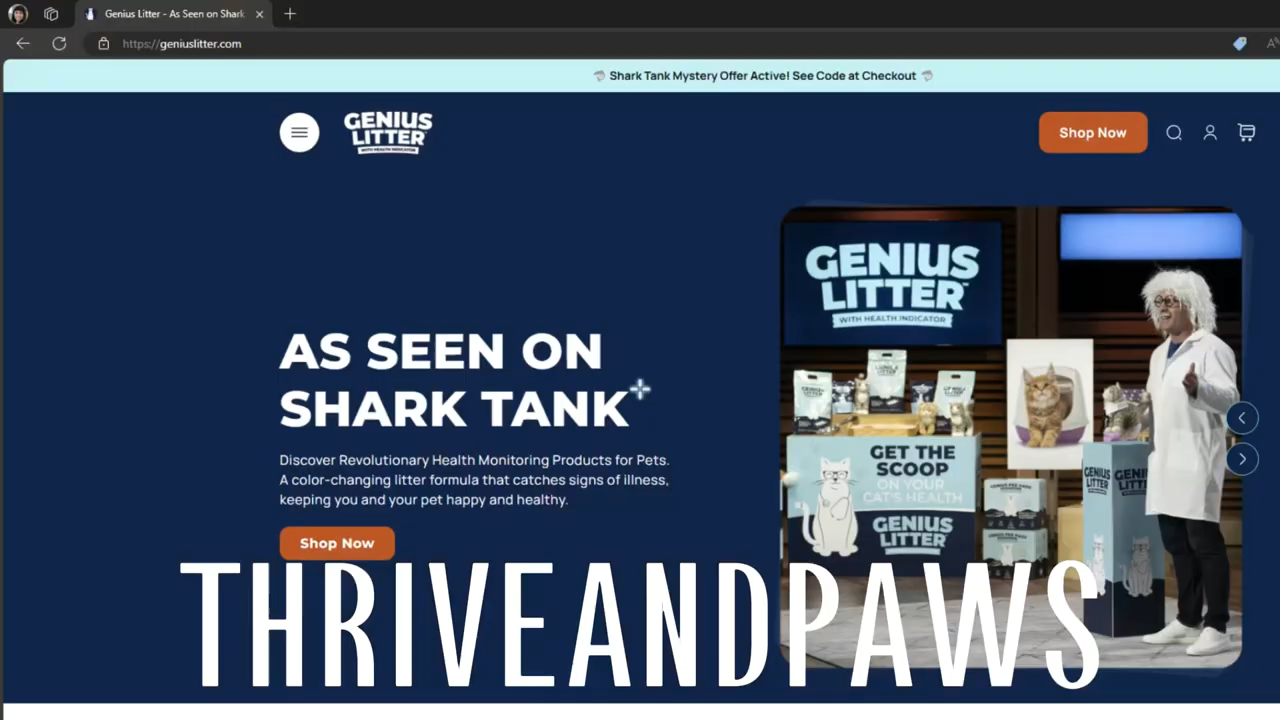 Genius Litter - As Seen on Shark
https://geniuslitter.com
Shark Tank Mystery Offer Active! See Code at Checkout
GENIUS
LITTER
WITH HEALTH INDICATOR
Shop Now
AS SEEN ON
SHARK TANK
Discover Revolutionary Health Monitoring Products for Pets.
A color-changing litter formula that catches signs of illness,
keeping you and your pet happy and healthy.
Shop Now
GENIUS
LITTER
WITH HEALTH INDICATOR
GET THE
SCOOP
ON YOUR
CAT'S HEALTH
GENIUS
LITTER
THRIVEANDPAWS